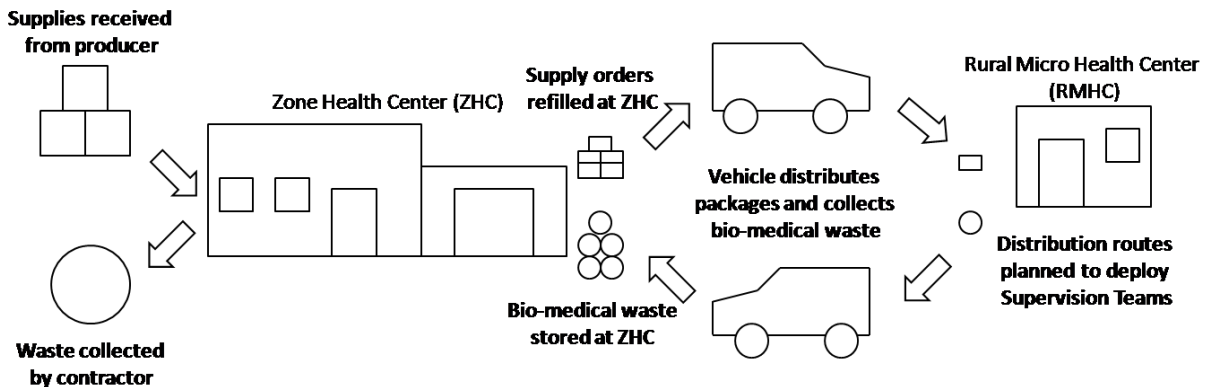 Supplies received
from producer
Zone Health Center (ZHC)
Supply orders
refilled at ZHC
Rural Micro Health Center
(RMHC)
Vehicle distributes
packages and collects
bio-medical waste
Distribution routes
planned to deploy
Supervision Teams
Bio-medical waste
stored at ZHC
Waste collected
by contractor